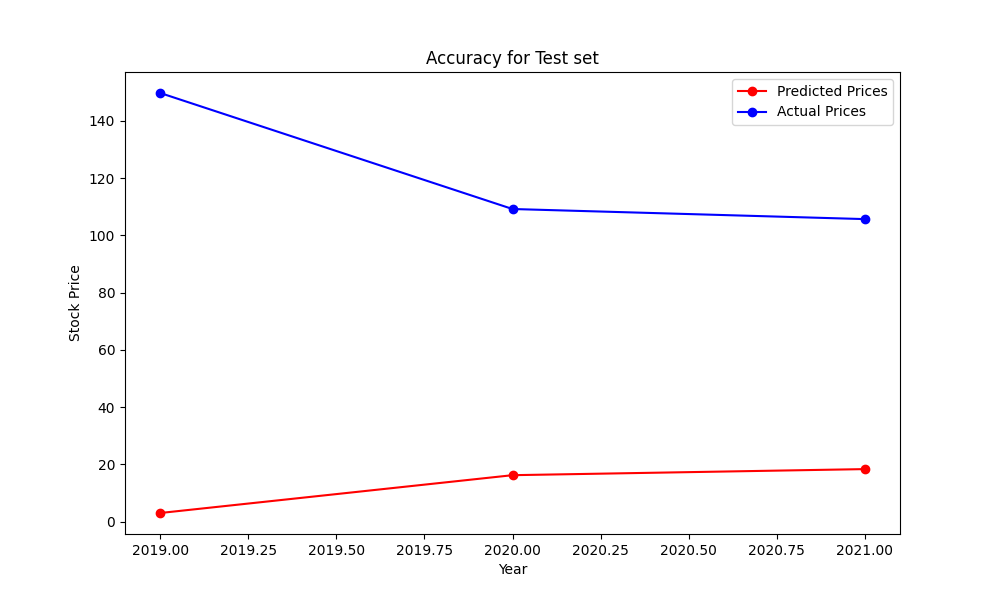 Accuracy for Test set
Predicted Prices
Actual Prices
Stock Price
140
120
100
80
60
40
20
0
2019.00 2019.25 2019.50 2019.75 2020.00 2020.25 2020.50 2020.75 2021.00
Year